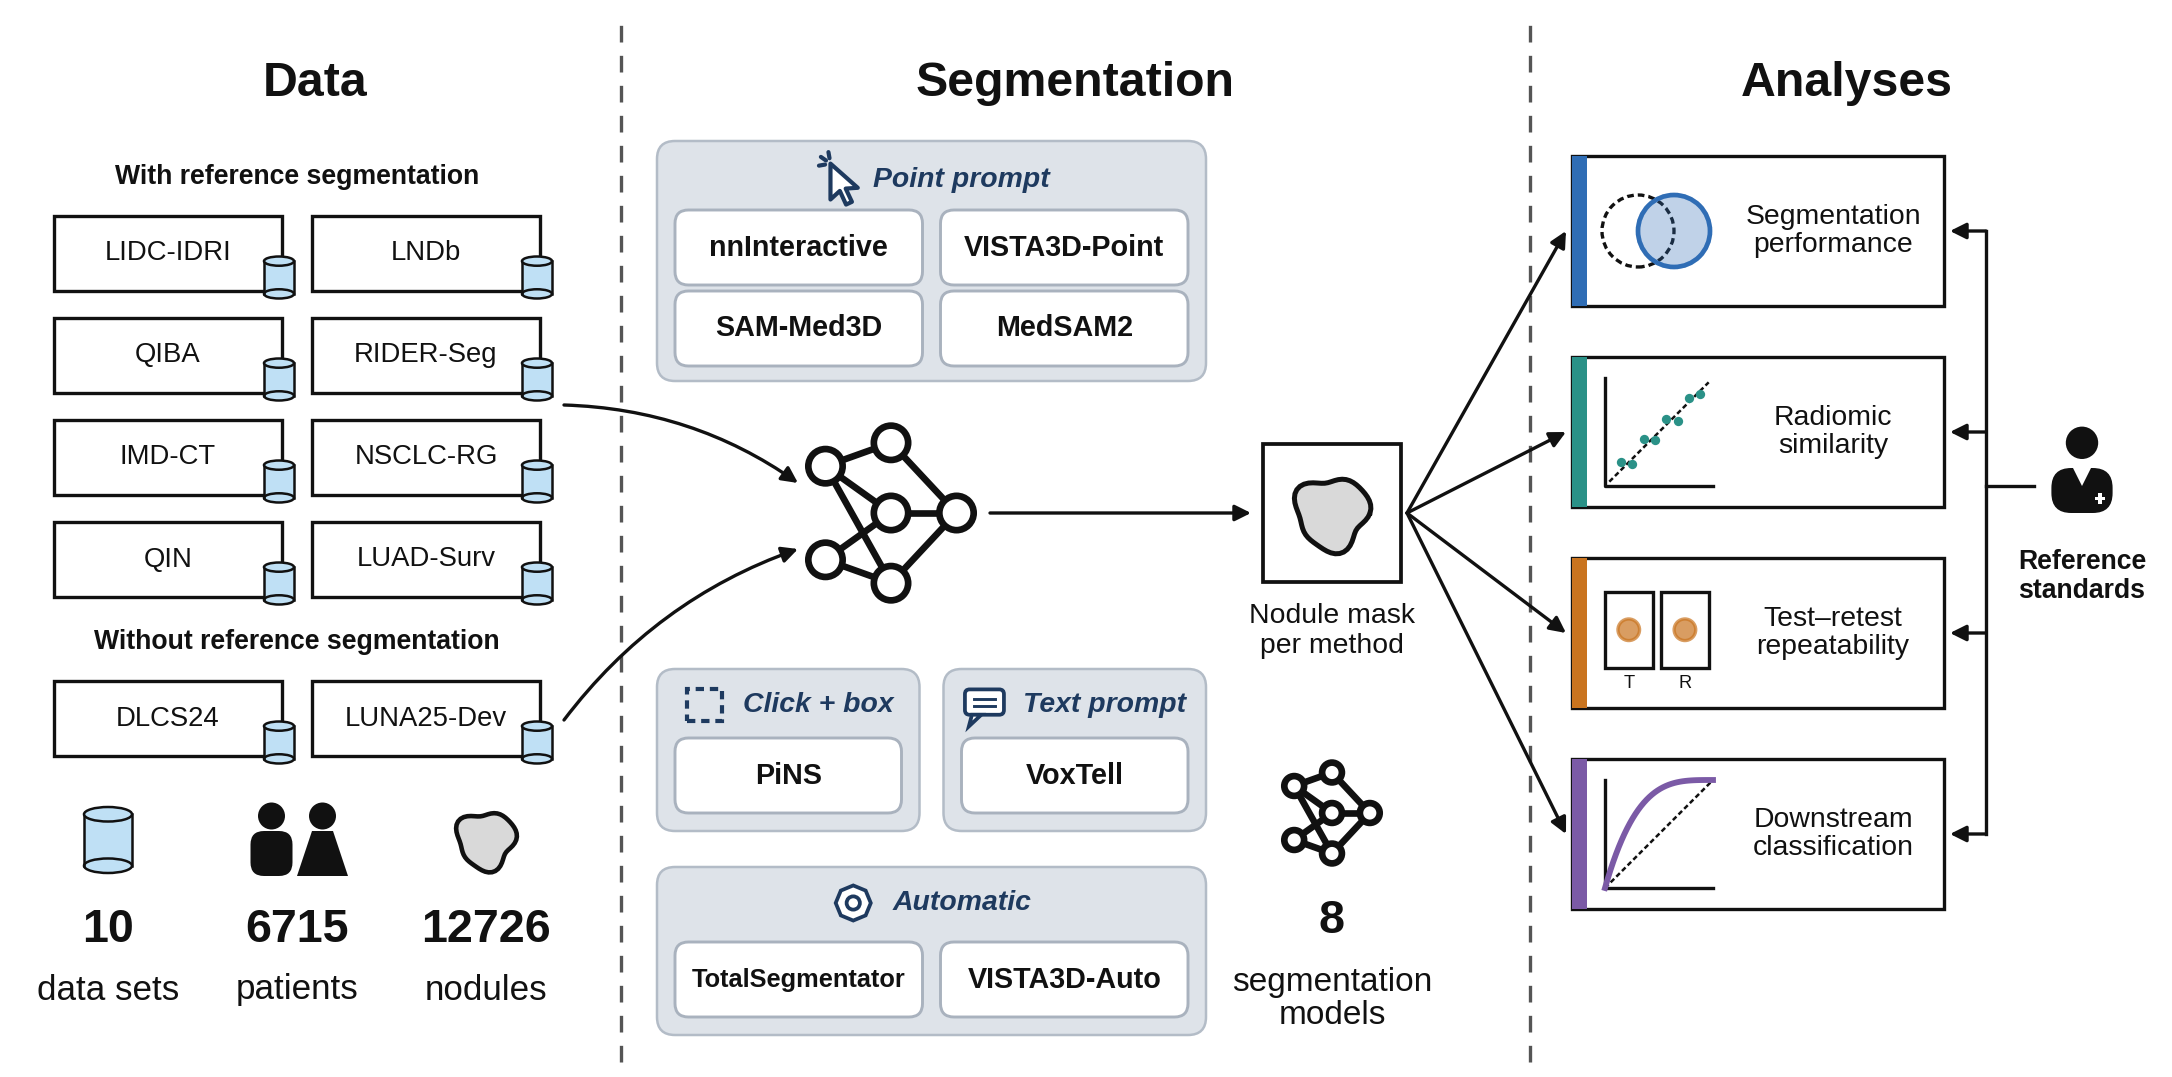 Data
With reference segmentation
LIDC-IDRI
LNDb
QIBA
RIDER-Seg
IMD-CT
NSCLC-RG
QIN
LUAD-Surv
Without reference segmentation
DLCS24
LUNA25-Dev
10
data sets
6715
patients
12726
nodules
Segmentation
Point prompt
nnInteractive
VISTA3D-Point
SAM-Med3D
MedSAM2
Click + box
PiNS
Text prompt
VoxTell
Automatic
TotalSegmentator
VISTA3D-Auto
Nodule mask
per method
8
segmentation
models
Analyses
Segmentation
performance
Radiomic
similarity
T
R
Test–retest
repeatability
Downstream
classification
Reference
standards